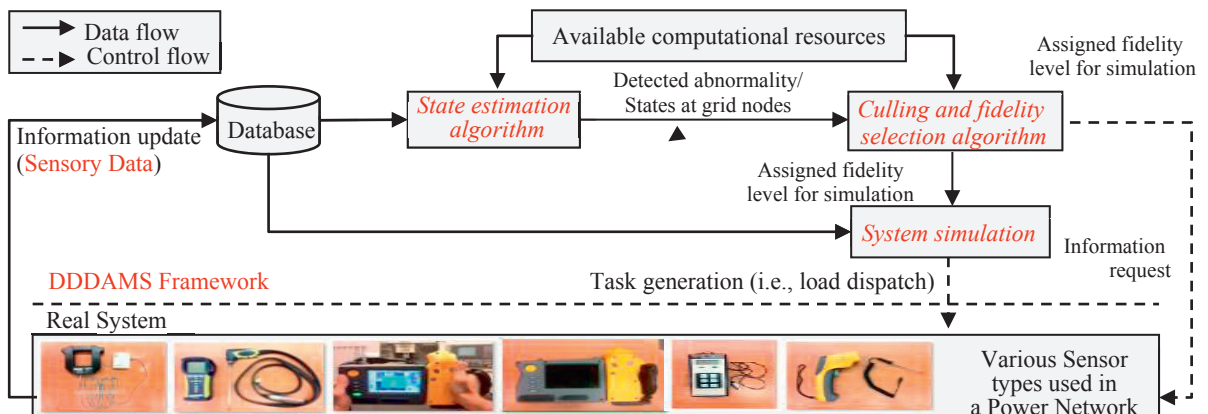 Data flow
Control flow
Available computational resources
Assigned fidelity
level for simulation
Detected abnormality/
States at grid nodes
State estimation
algorithm
Culling and fidelity
selection algorithm
Database
Information update
(Sensory Data)
Assigned fidelity
level for simulation
System simulation
Information
request
DDDAMS Framework
Task generation (i.e., load dispatch)
Real System
Various Sensor
types used in
a Power Network